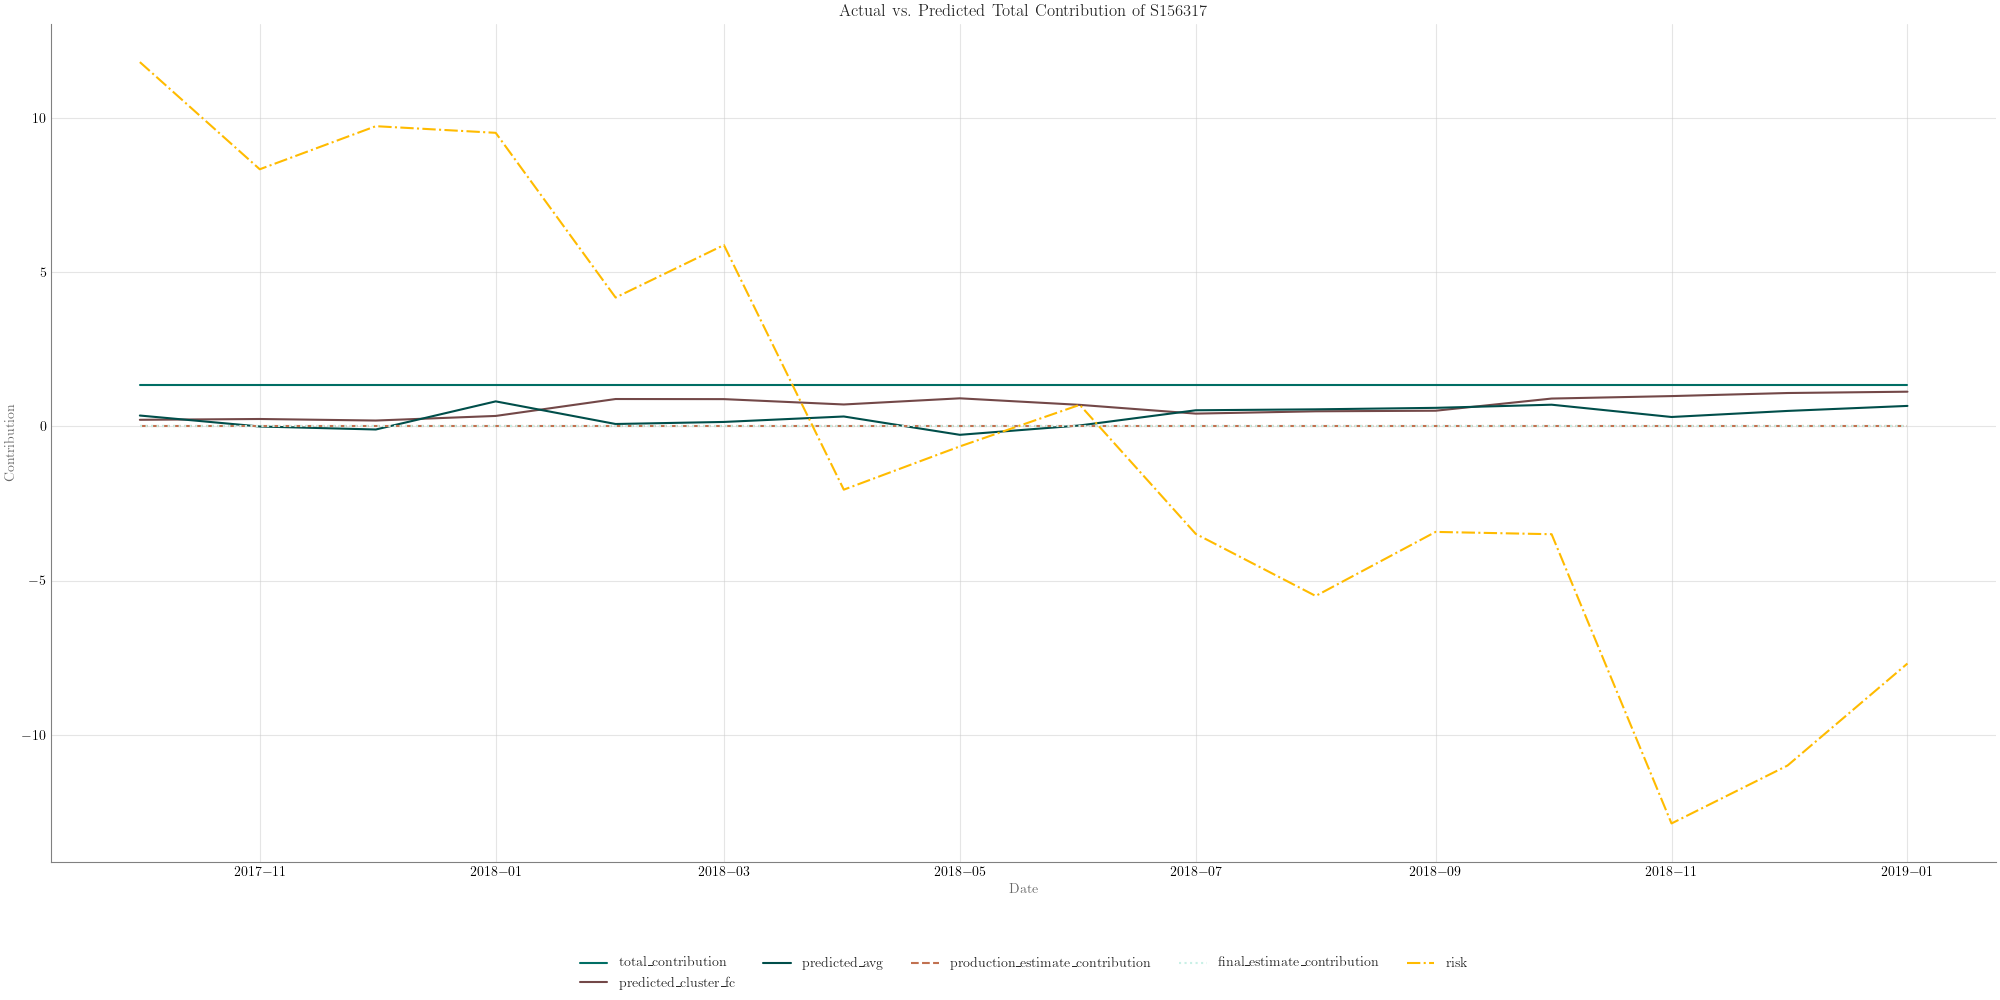 Actual vs. Predicted Total Contribution of S156317
10
5
0
−5
−10
Contribution
2017−11 2018−01 2018−03 2018−05 2018−07 2018−09 2018−11 2019−01
Date
total_contribution predicted_avg production_estimate_contribution final_estimate_contribution risk
predicted_cluster_fc